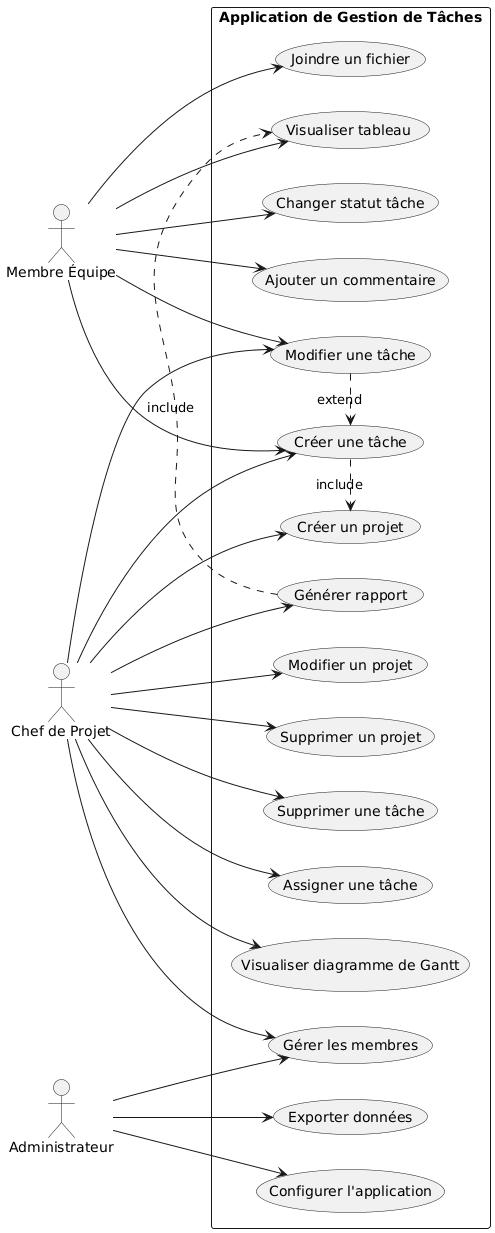 Application de Gestion de Tâches
Joindre un fichier
Visualiser tableau
Changer statut tâche
Membre Équipe
Ajouter un commentaire
Modifier une tâche
extend
include
Créer une tâche
include
Créer un projet
Générer rapport
Modifier un projet
Chef de Projet
Supprimer un projet
Supprimer une tâche
Assigner une tâche
Visualiser diagramme de Gantt
Gérer les membres
Exporter données
Administrateur
Configurer l'application